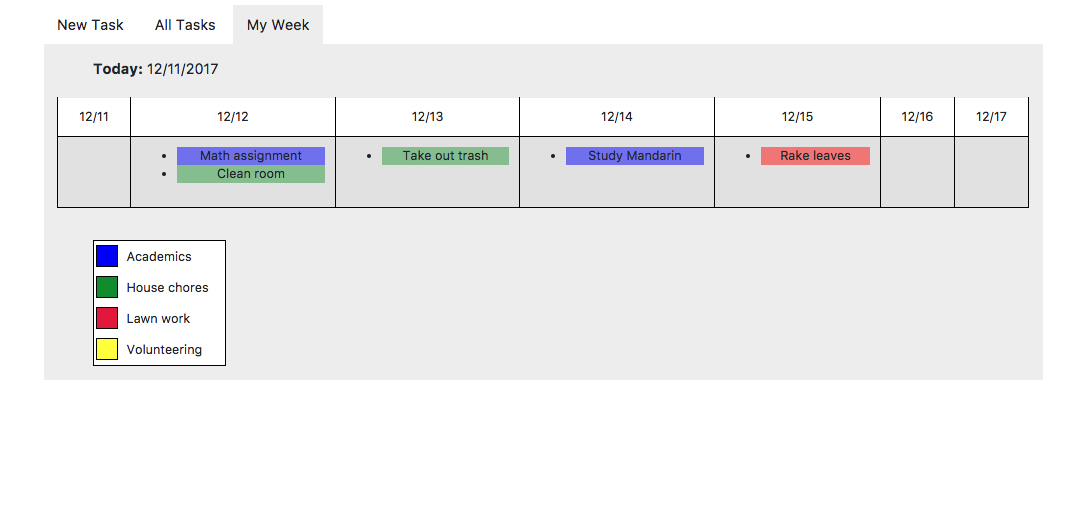 New Task All Tasks My Week
Today: 12/11/2017
12/11 12/12 12/13 12/14 12/15 12/16 12/17
Math assignment Take out trash Study Mandarin Rake leaves
Clean room
Academics
House chores
Lawn work
Volunteering